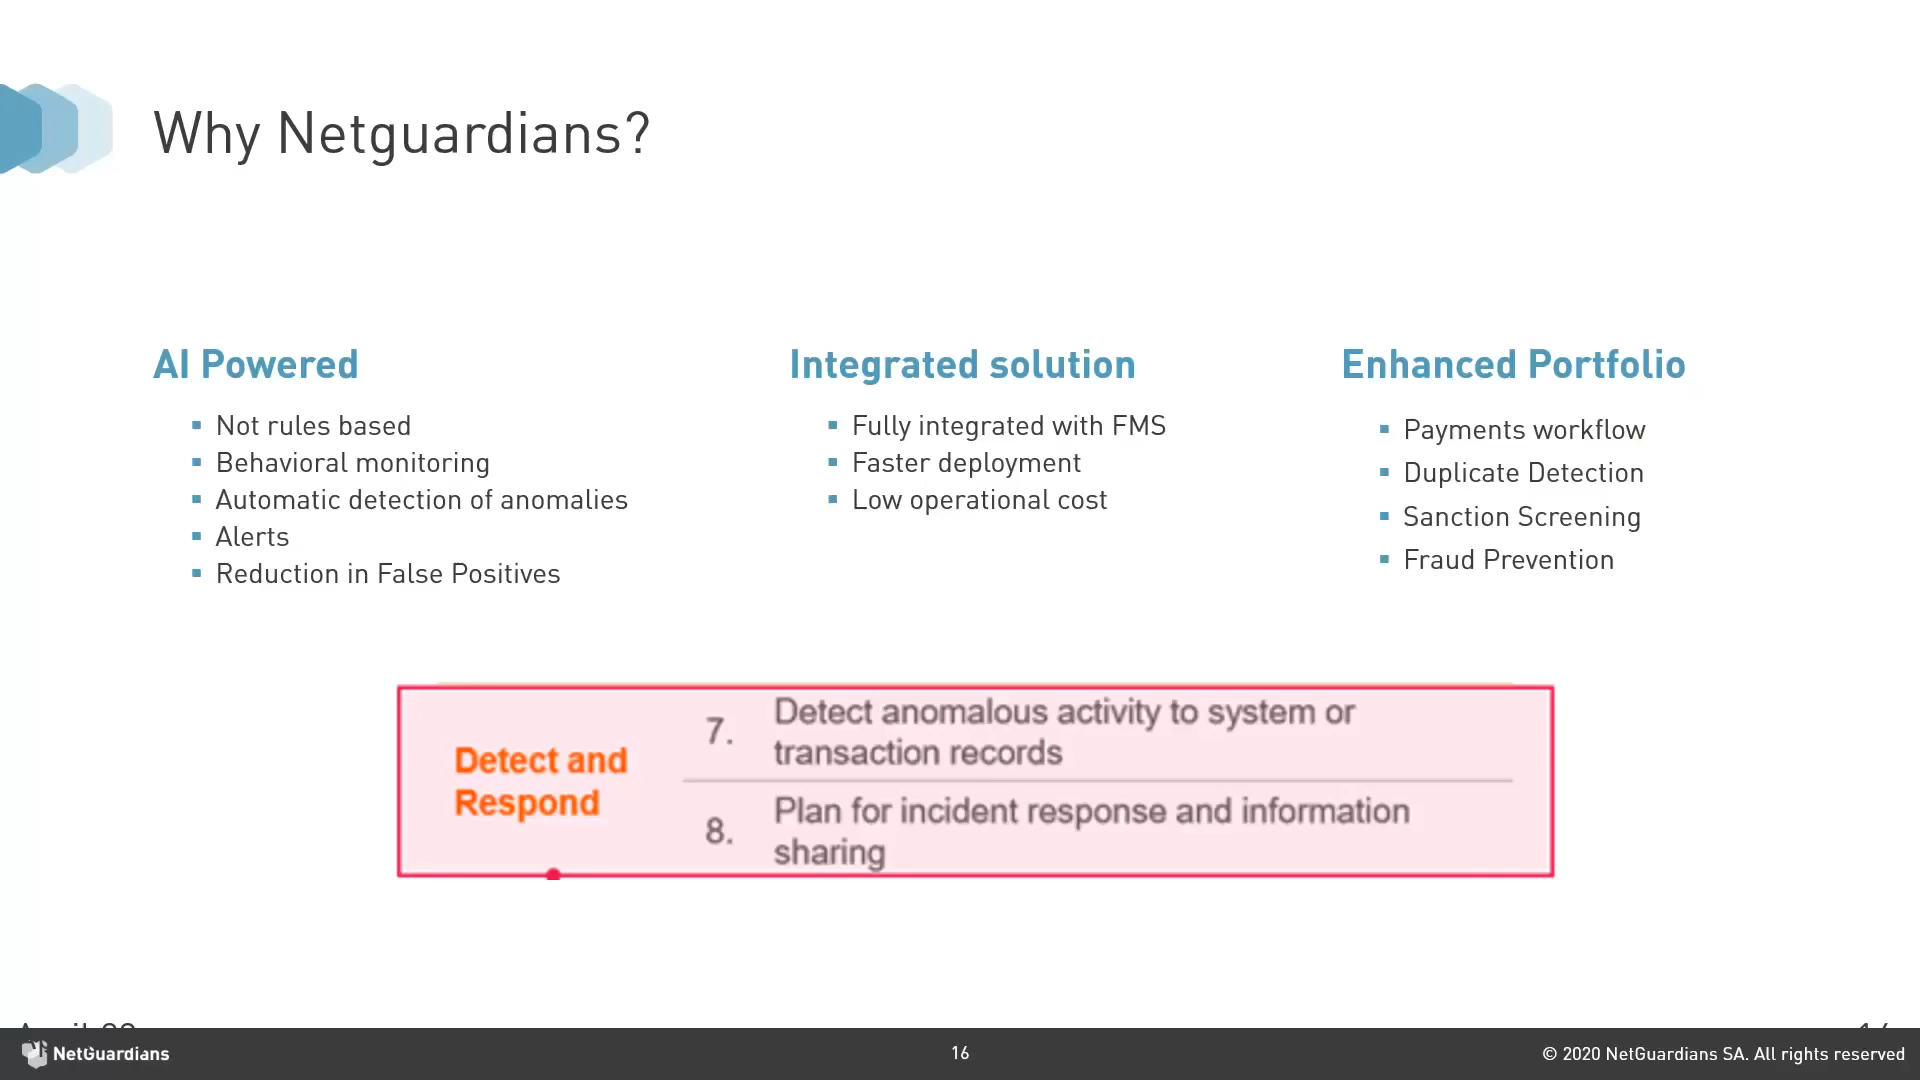 Why Netguardians?
AI Powered
Not rules based
Behavioral monitoring
Automatic detection of anomalies
Alerts
Reduction in False Positives
Integrated solution
Fully integrated with FMS
Faster deployment
Low operational cost
Enhanced Portfolio
Payments workflow
Duplicate Detection
Sanction Screening
Fraud Prevention
Detect and
Respond
7. Detect anomalous activity to system or
transaction records
8. Plan for incident response and information
sharing
NetGuardians
16
© 2020 NetGuardians SA. All rights reserved